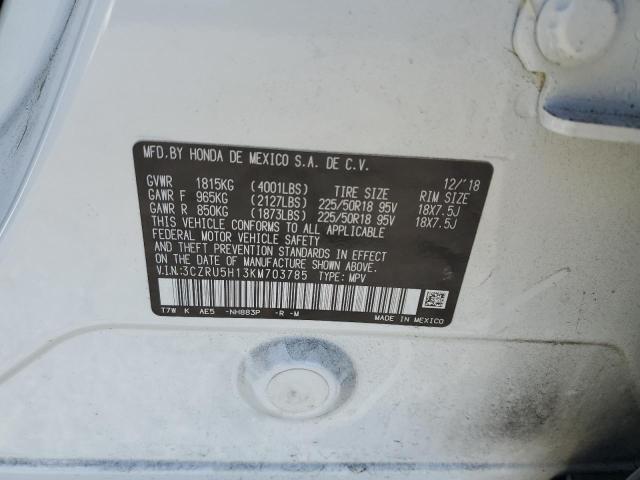 MFD.BY HONDA DE MEXICO S.A. DE C.V.
12/'18
GVWR 1815KG (4001LBS) TIRE SIZE RIM SIZE
GAWR F 965KG (2127LBS) 225/50R18 95V 18X7.5J
GAWR R 850KG (1873LBS) 225/50R18 95V 18X7.5J
THIS VEHICLE CONFORMS TO ALL APPLICABLE
FEDERAL MOTOR VEHICLE SAFETY
AND THEFT PREVENTION STANDARDS IN EFFECT
ON THE DATE OF MANUFACTURE SHOWN ABOVE.
V.I.N:3CZRU5H13KM703785 TYPE: MPV
T7W K AE5 -NH883P -R -M MADE IN MEXICO